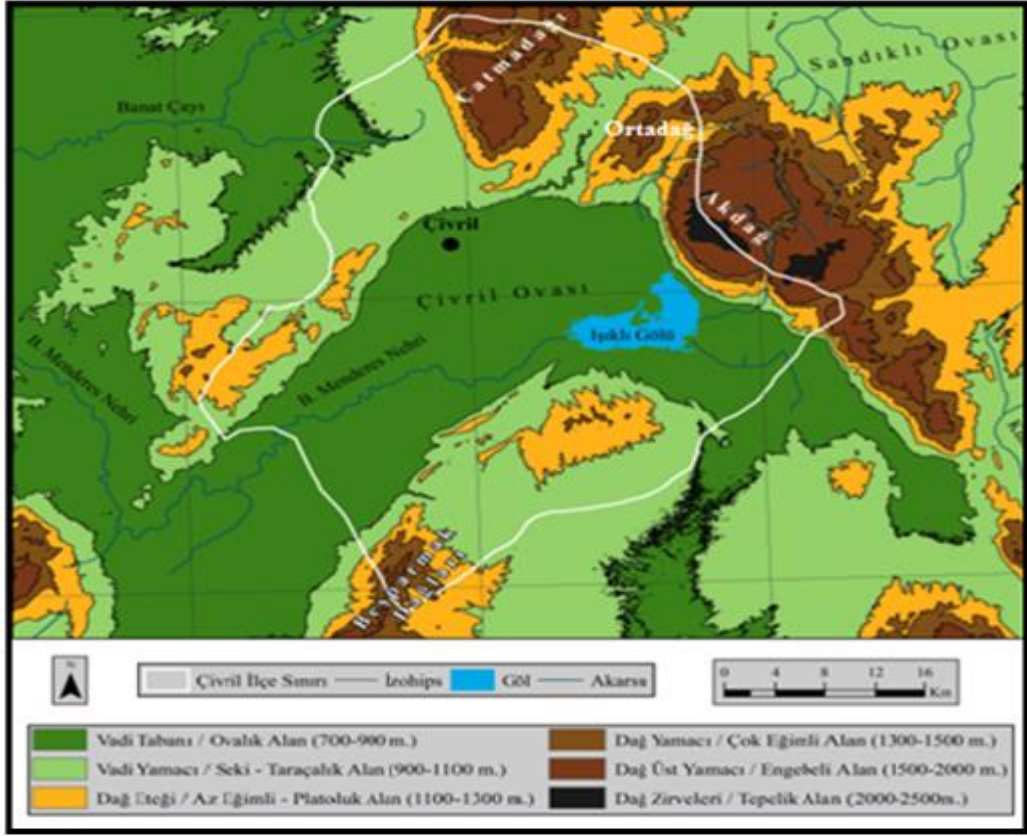 Çatmadağı
Sandıklı Ovası
Banaz Çayı
Ortadağ
Akdağ
Çivril
Çivril Ovası
Işıklı Gölü
B. Menderes Nehri
B. Menderes Nehri
Beşparmak
Dağları
N
Çivril İlçe Sınırı
İzohips
Göl
Akarsu
0 4 8 12 16
Km
Vadi Tabanı / Ovalık Alan (700-900 m.)
Dağ Yamacı / Çok Eğimli Alan (1300-1500 m.)
Vadi Yamacı / Seki - Taraçalık Alan (900-1100 m.)
Dağ Üst Yamacı / Engebeli Alan (1500-2000 m.)
Dağ Eteği / Az Eğimli - Platoluk Alan (1100-1300 m.)
Dağ Zirveleri / Tepelik Alan (2000-2500m.)